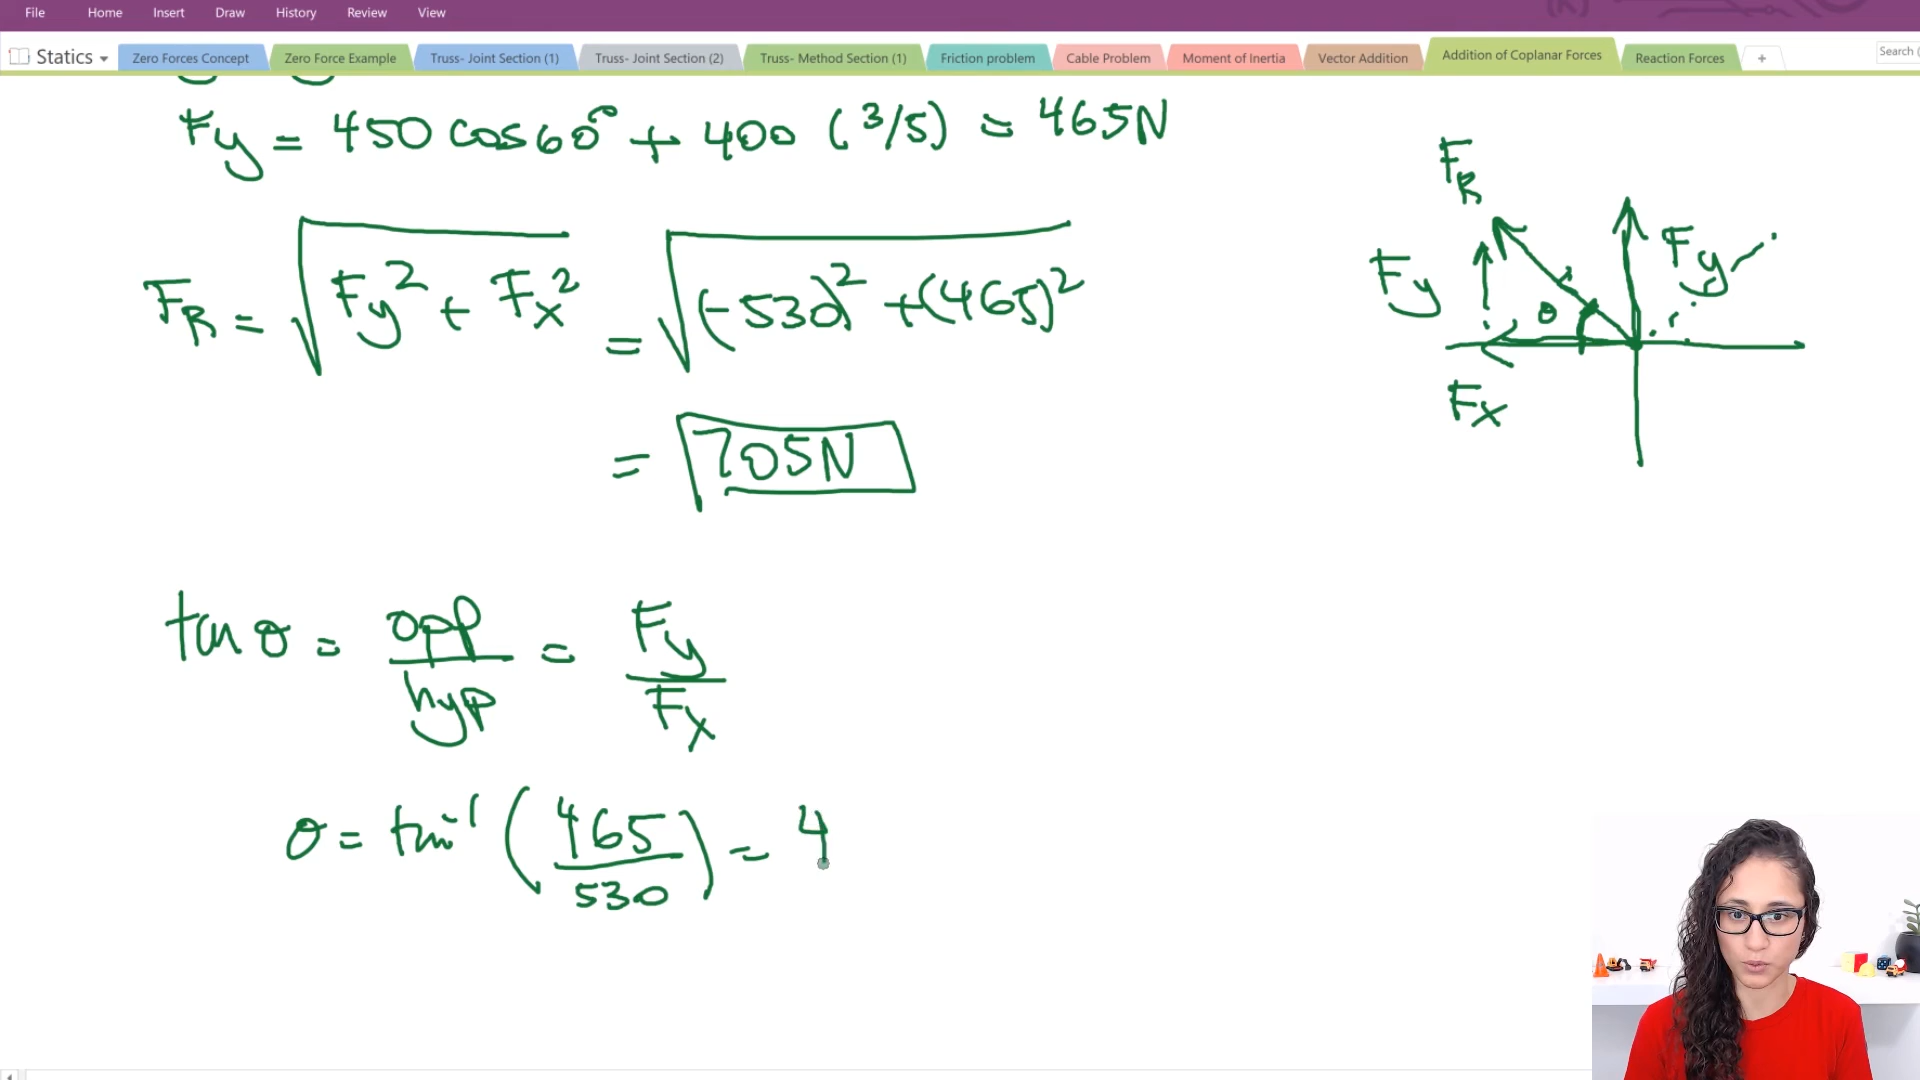 File Home Insert Draw History Review View
Statics Zero Forces Concept Zero Force Example Truss- Joint Section (1) Truss- Joint Section (2) Truss- Method Section (1) Friction problem Cable Problem Moment of Inertia Vector Addition Addition of Coplanar Forces Reaction Forces + Search (
Fy = 450 cos60° + 400 (3/5) = 465N
FR = √(Fy² + Fx²) = √((-530)² + (465)²)
= 705N
tan θ = opp/hyp = Fy/Fx
θ = tan⁻¹ (465/530) = 4
FR
Fy
Fy
θ
Fx